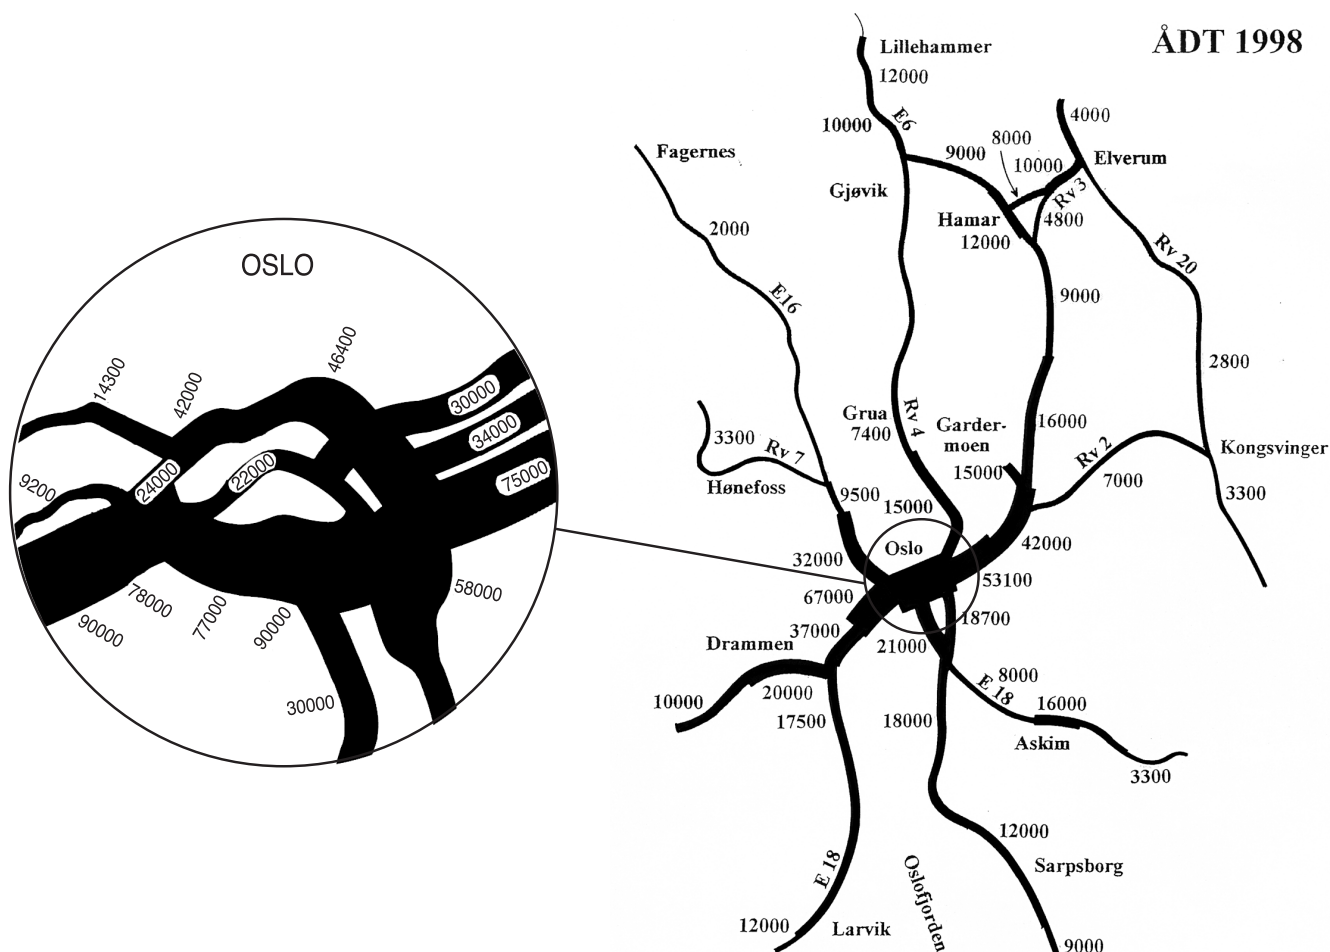 ÅDT 1998
Lillehammer
12000
10000
E6
4000
8000
9000
10000
Elverum
Fagernes
Gjøvik
Rv 3
Hamar
4800
12000
2000
Rv 20
E16
9000
OSLO
46400
14300
42000
30000
34000
75000
22000
24000
9200
2800
Grua
7400
Rv 4
Garder-
moen
16000
15000
Rv 2
7000
Kongsvinger
3300
3300
Rv 7
Hønefoss
9500
15000
42000
Oslo
32000
53100
67000
18700
37000
21000
Drammen
78000
77000
90000
90000
58000
30000
10000
20000
17500
18000
8000
E 18
16000
Askim
3300
12000
Sarpsborg
E 18
Oslofjorden
12000
Larvik
9000